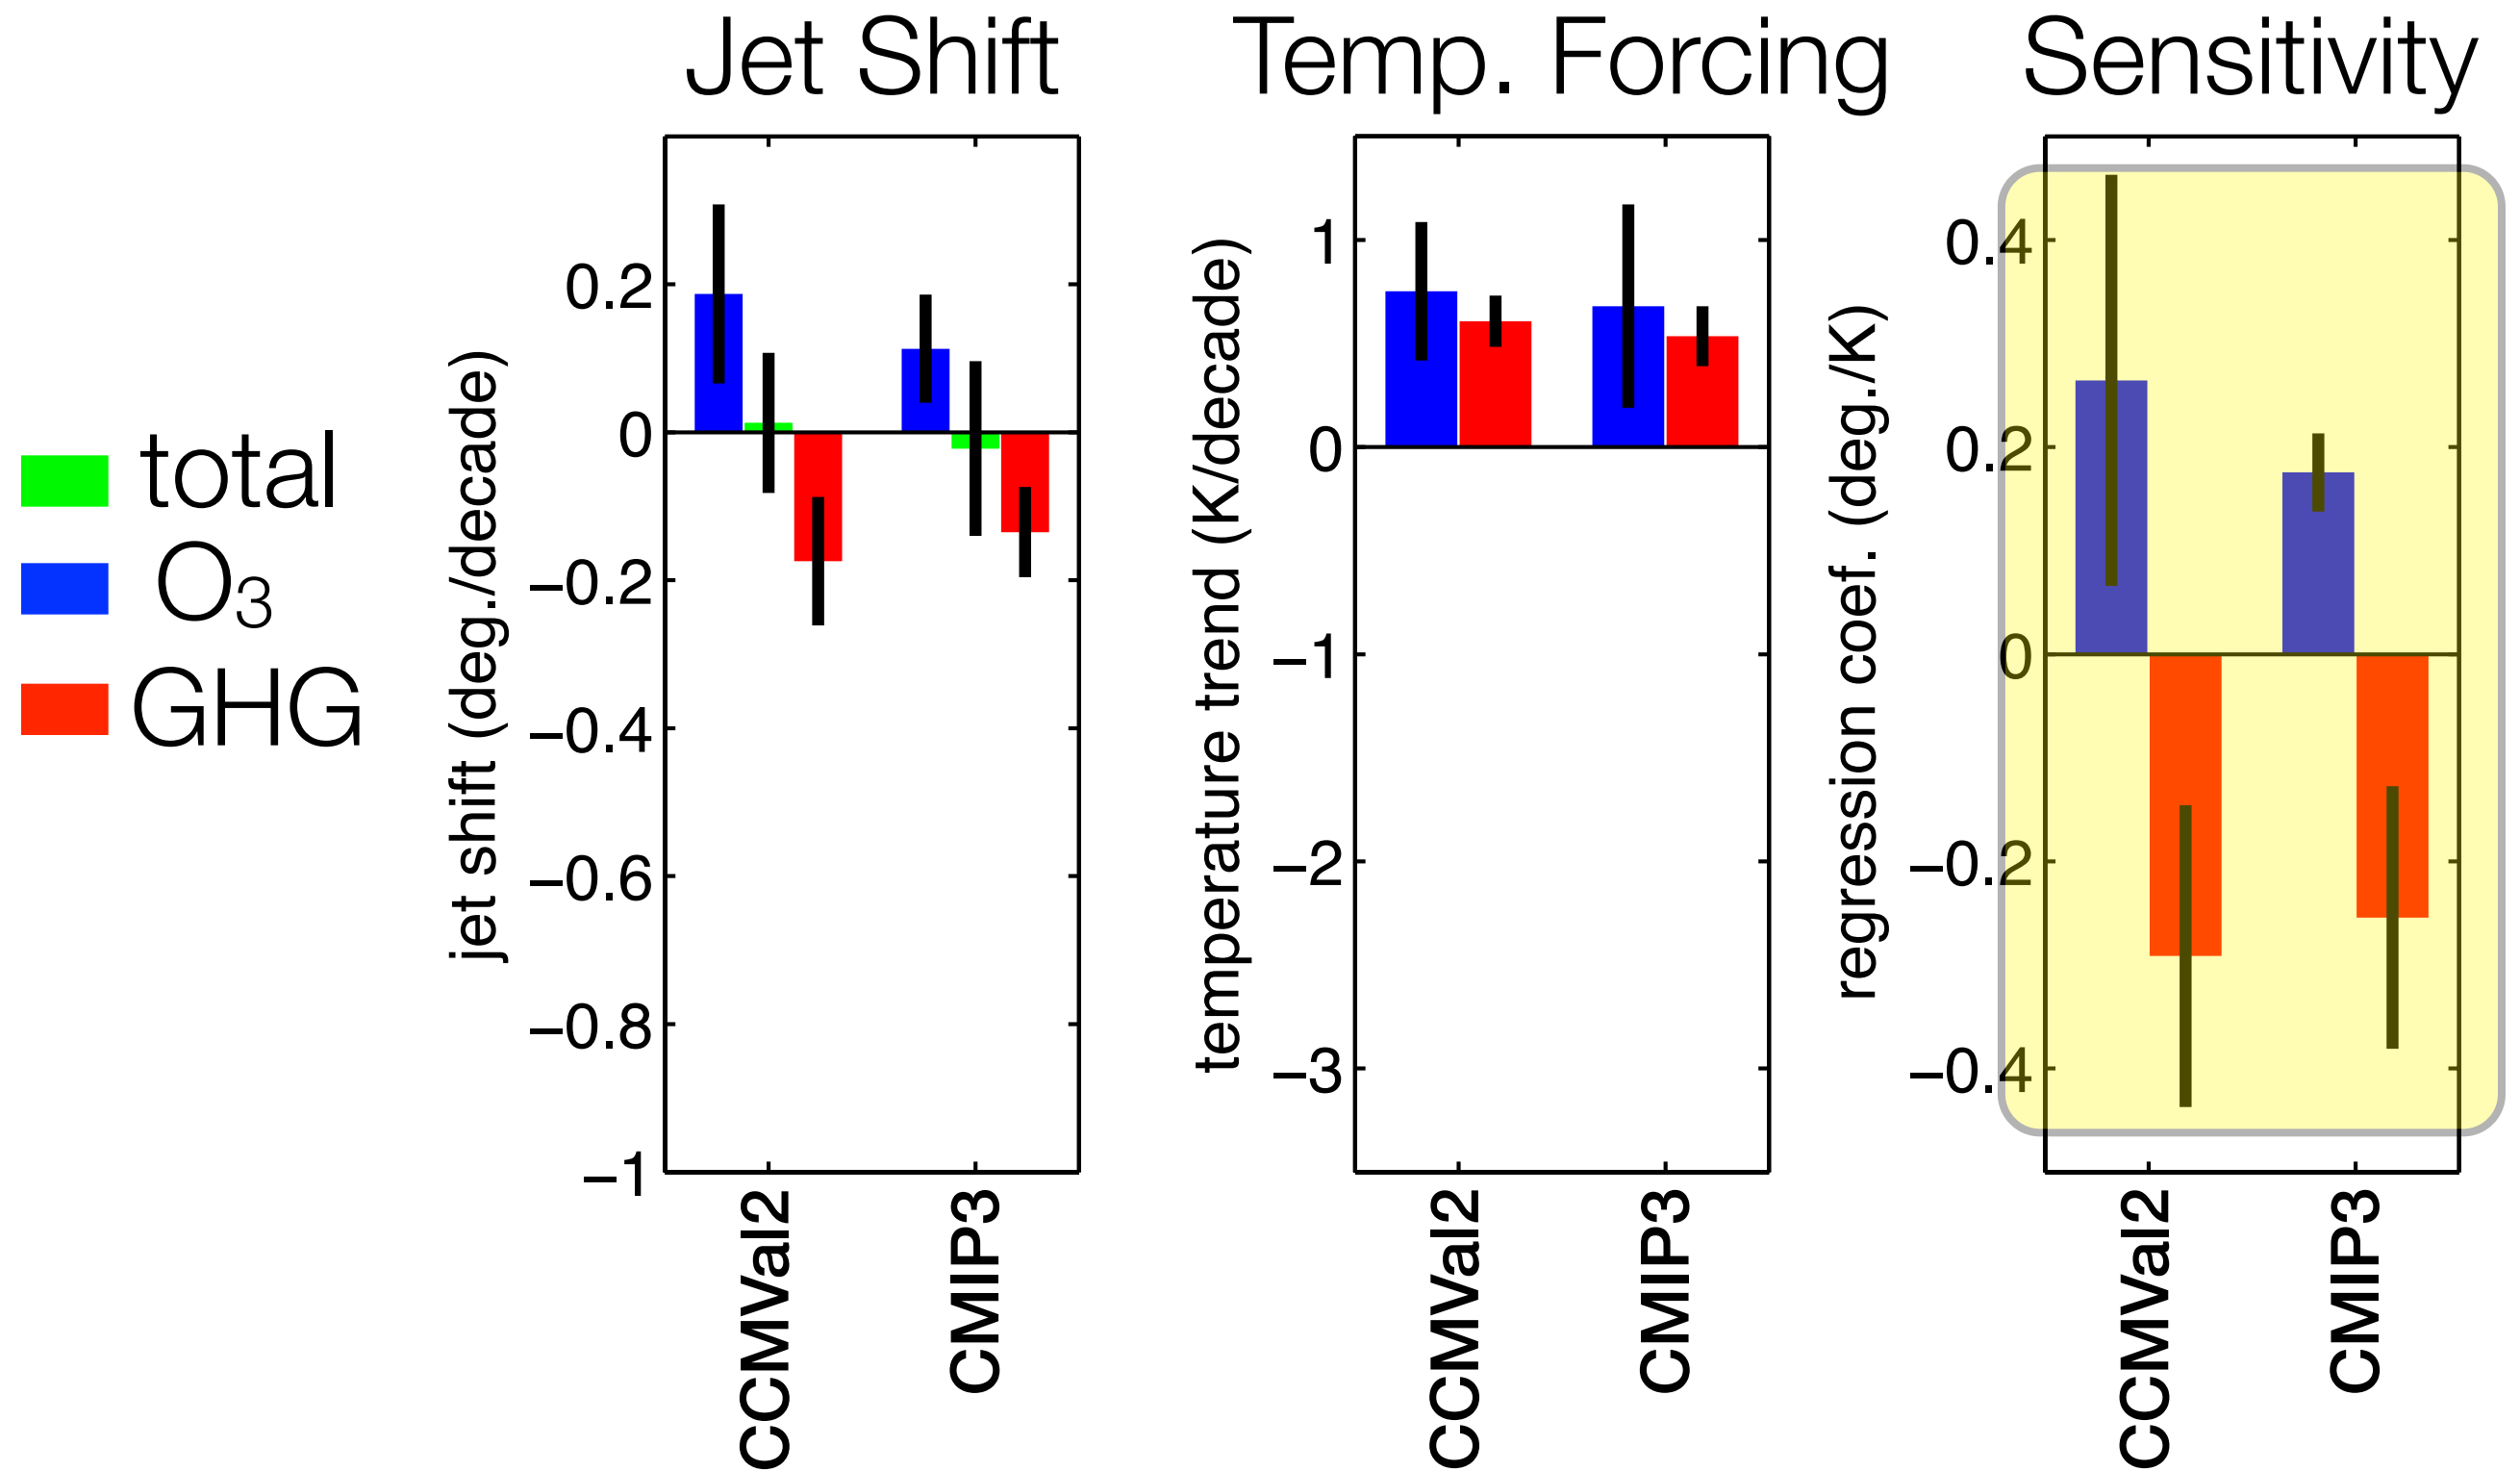 Jet Shift
Temp. Forcing
Sensitivity
total
O₃
GHG
jet shift (deg./decade)
0.2
0
−0.2
−0.4
−0.6
−0.8
−1
CCMVal2
CMIP3
temperature trend (K/decade)
1
0
−1
−2
−3
CCMVal2
CMIP3
regression coef. (deg./K)
0.4
0.2
0
−0.2
−0.4
CCMVal2
CMIP3